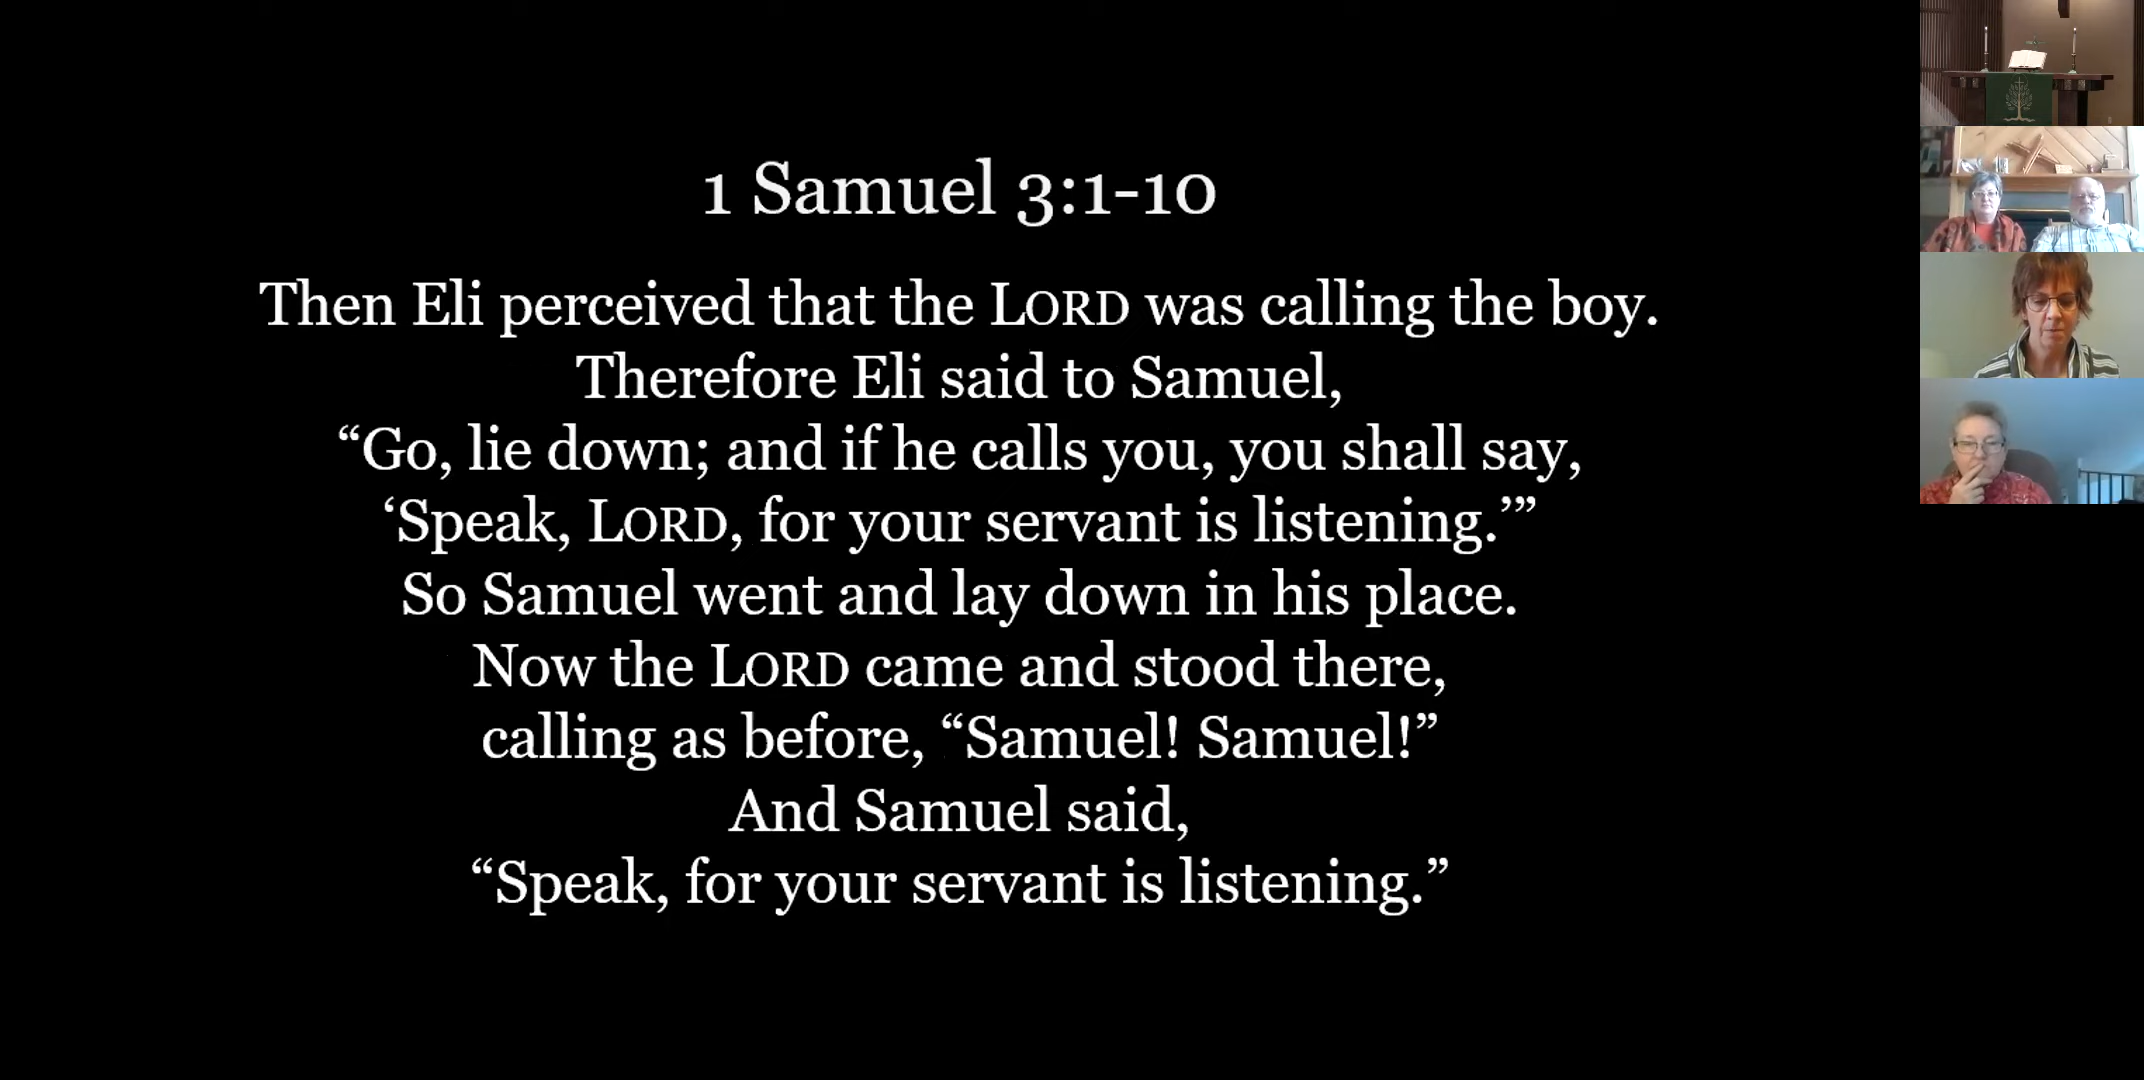 1 Samuel 3:1-10
Then Eli perceived that the LORD was calling the boy.
Therefore Eli said to Samuel,
“Go, lie down; and if he calls you, you shall say,
‘Speak, LORD, for your servant is listening.’”
So Samuel went and lay down in his place.
Now the LORD came and stood there,
calling as before, “Samuel! Samuel!”
And Samuel said,
“Speak, for your servant is listening.”